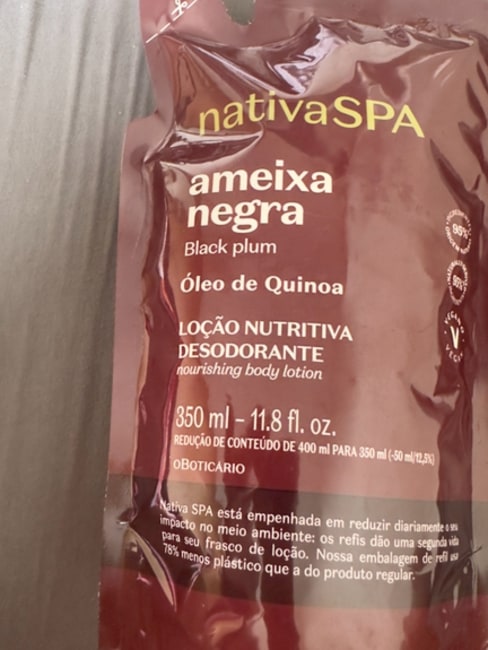 nativaSPA
ameixa
negra
Black plum
Óleo de Quinoa
LOÇÃO NUTRITIVA
DESODORANTE
nourishing body lotion
350 ml – 11.8 fl. oz.
REDUÇÃO DE CONTEÚDO DE 400 ml PARA 350 ml (-50 ml/12,5%)
oBOTICÁRIO
Nativa SPA está empenhada em reduzir diariamente o seu
impacto no meio ambiente: os refis dão uma segunda vida
para seu frasco de loção. Nossa embalagem de refil usa
78% menos plástico que a do produto regular.
95%
V